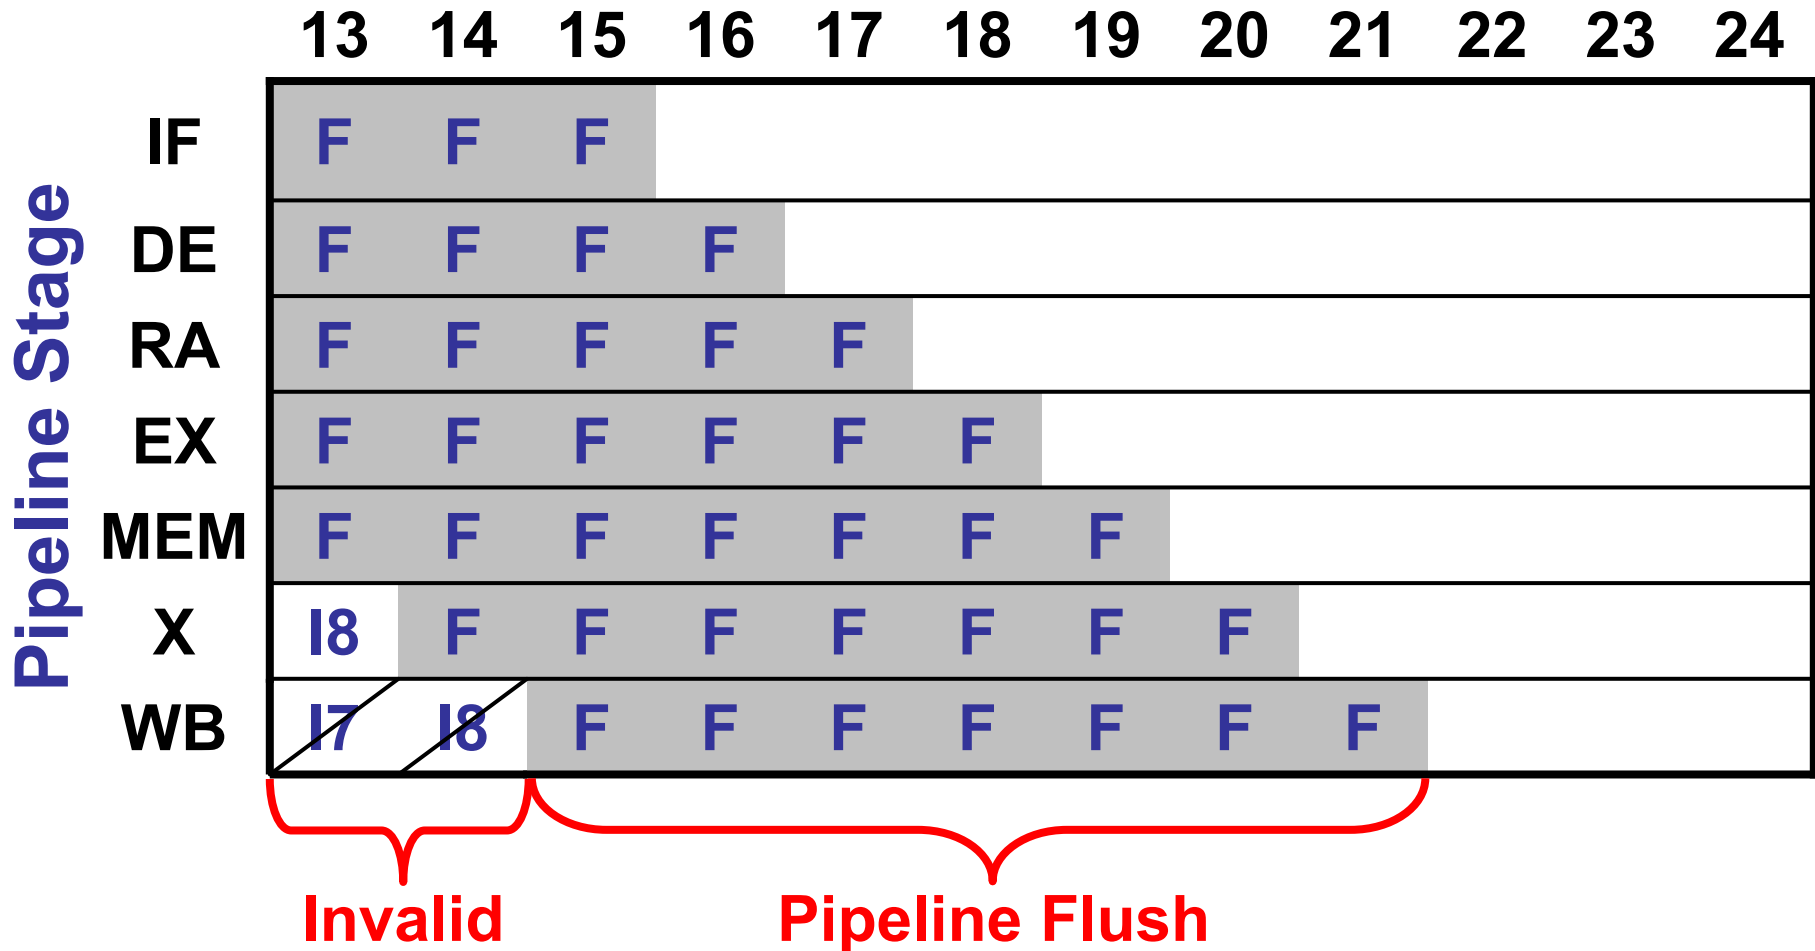 13 14 15 16 17 18 19 20 21 22 23 24
Pipeline Stage
IF F F F
DE F F F F
RA F F F F F
EX F F F F F F
MEM F F F F F F F
X I8 F F F F F F F
WB I7 I8 F F F F F F F
Invalid Pipeline Flush